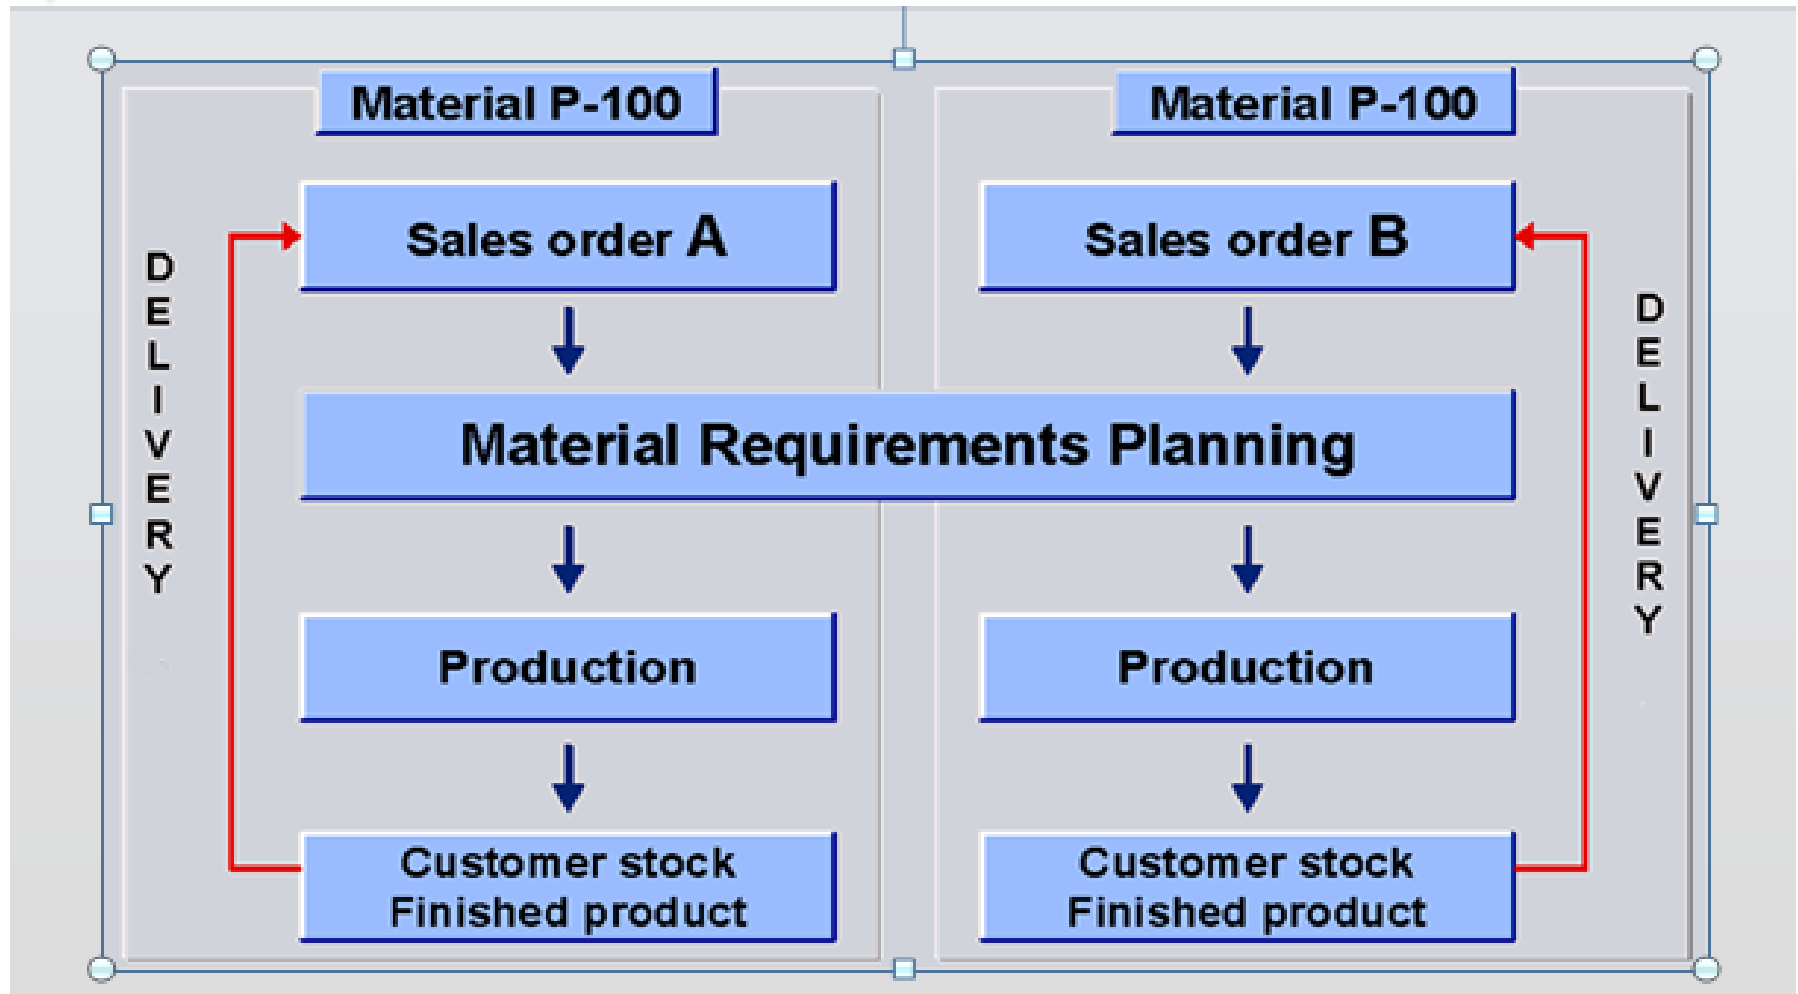 Material P-100
Material P-100
Sales order A
Sales order B
DELIVERY
DELIVERY
Material Requirements Planning
Production
Production
Customer stock
Finished product
Customer stock
Finished product